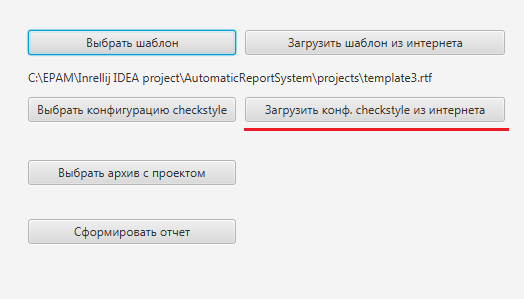 Выбрать шаблон
Загрузить шаблон из интернета
C:\EPAM\Inrellij IDEA project\AutomaticReportSystem\projects\template3.rtf
Выбрать конфигурацию checkstyle
Загрузить конф. checkstyle из интернета
Выбрать архив с проектом
Сформировать отчет